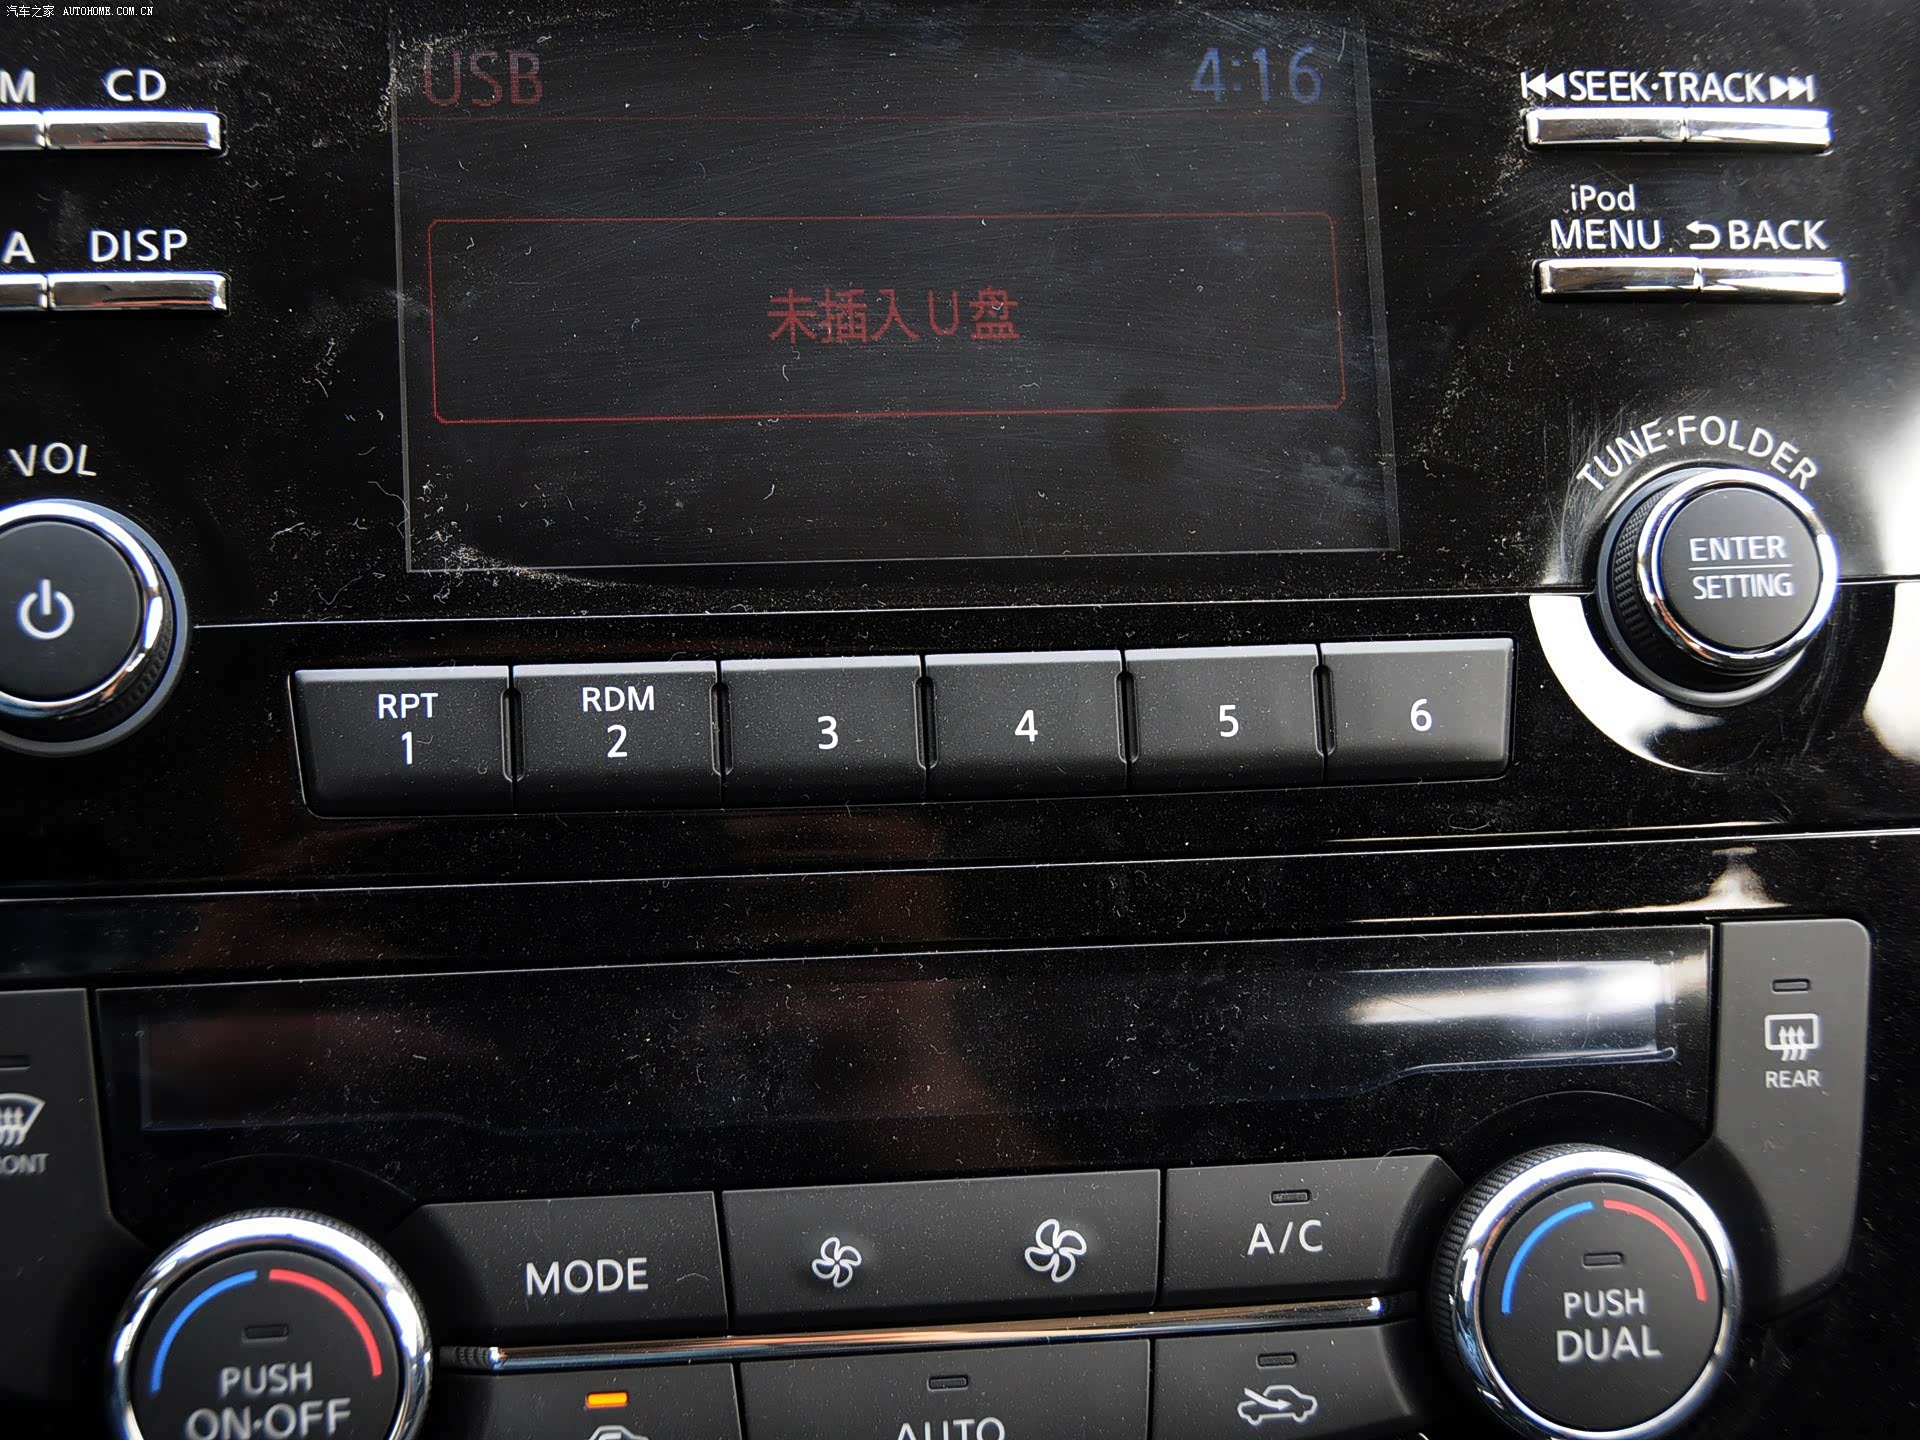 汽车之家 AUTOHOME.COM.CN
USB 4:16
M CD
SEEK·TRACK
A DISP
iPod
MENU BACK
未插入U盘
VOL
TUNE·FOLDER
ENTER
SETTING
RPT RDM
1 2 3 4 5 6
REAR
ONT
MODE
A/C
PUSH
DUAL
PUSH
ON·OFF
AUTO